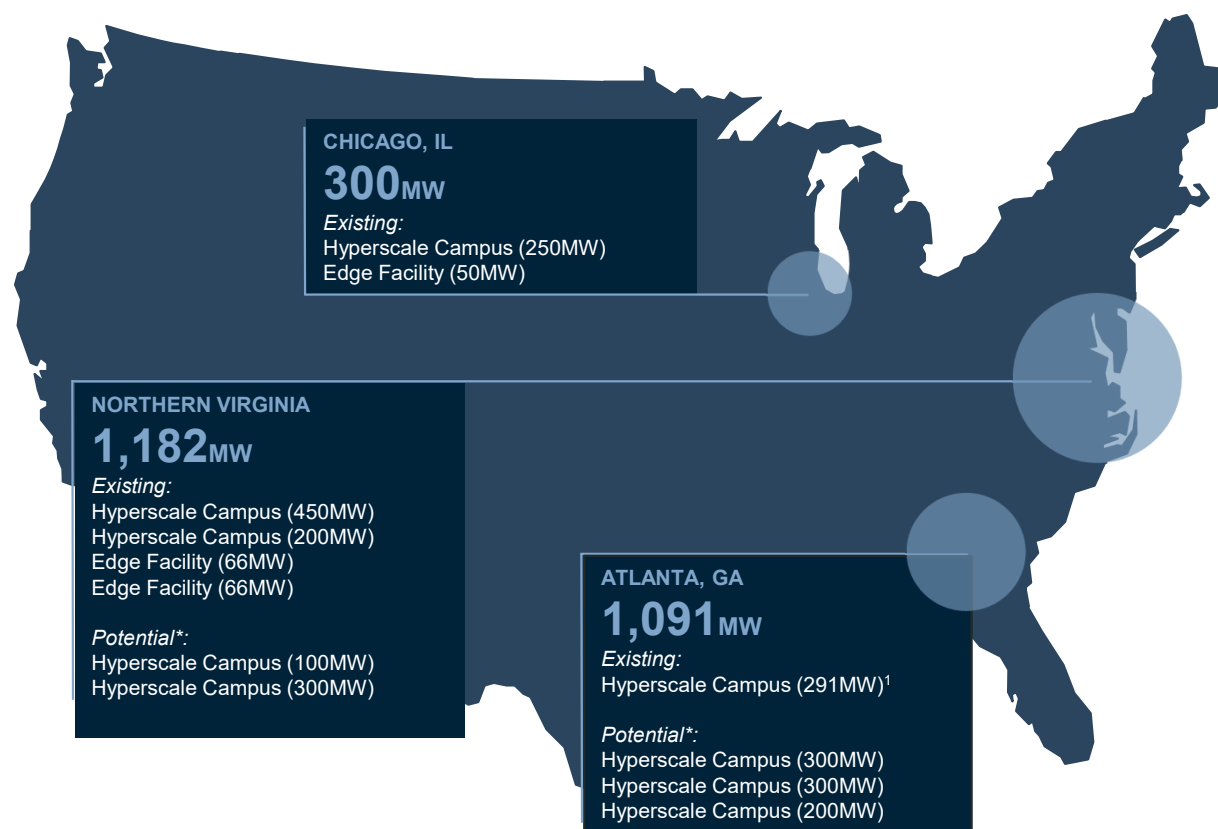 CHICAGO, IL
300MW
Existing:
Hyperscale Campus (250MW)
Edge Facility (50MW)
NORTHERN VIRGINIA
1,182MW
Existing:
Hyperscale Campus (450MW)
Hyperscale Campus (200MW)
Edge Facility (66MW)
Edge Facility (66MW)
Potential*:
Hyperscale Campus (100MW)
Hyperscale Campus (300MW)
ATLANTA, GA
1,091MW
Existing:
Hyperscale Campus (291MW)¹
Potential*:
Hyperscale Campus (300MW)
Hyperscale Campus (300MW)
Hyperscale Campus (200MW)